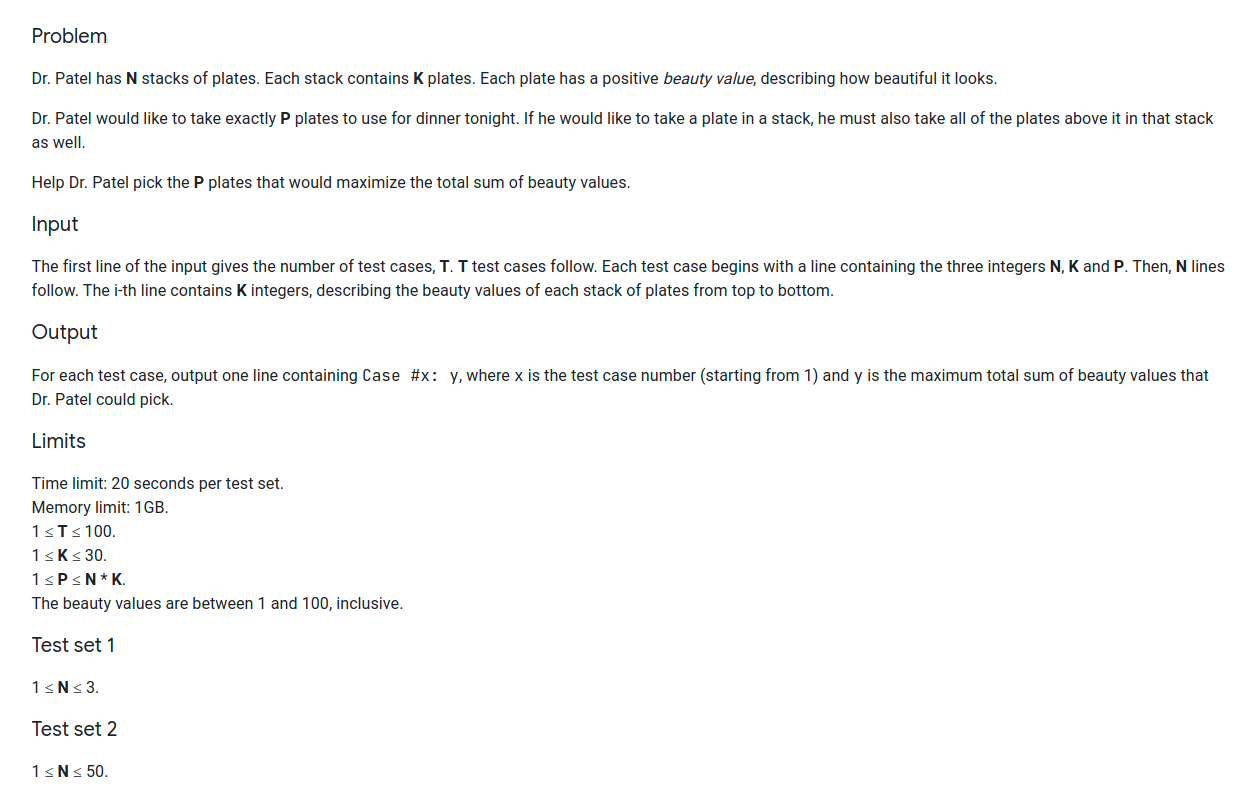 Problem
Dr. Patel has N stacks of plates. Each stack contains K plates. Each plate has a positive beauty value, describing how beautiful it looks.
Dr. Patel would like to take exactly P plates to use for dinner tonight. If he would like to take a plate in a stack, he must also take all of the plates above it in that stack
as well.
Help Dr. Patel pick the P plates that would maximize the total sum of beauty values.
Input
The first line of the input gives the number of test cases, T. T test cases follow. Each test case begins with a line containing the three integers N, K and P. Then, N lines
follow. The i-th line contains K integers, describing the beauty values of each stack of plates from top to bottom.
Output
For each test case, output one line containing Case #x: y, where x is the test case number (starting from 1) and y is the maximum total sum of beauty values that
Dr. Patel could pick.
Limits
Time limit: 20 seconds per test set.
Memory limit: 1GB.
1 ≤ T ≤ 100.
1 ≤ K ≤ 30.
1 ≤ P ≤ N * K.
The beauty values are between 1 and 100, inclusive.
Test set 1
1 ≤ N ≤ 3.
Test set 2
1 ≤ N ≤ 50.